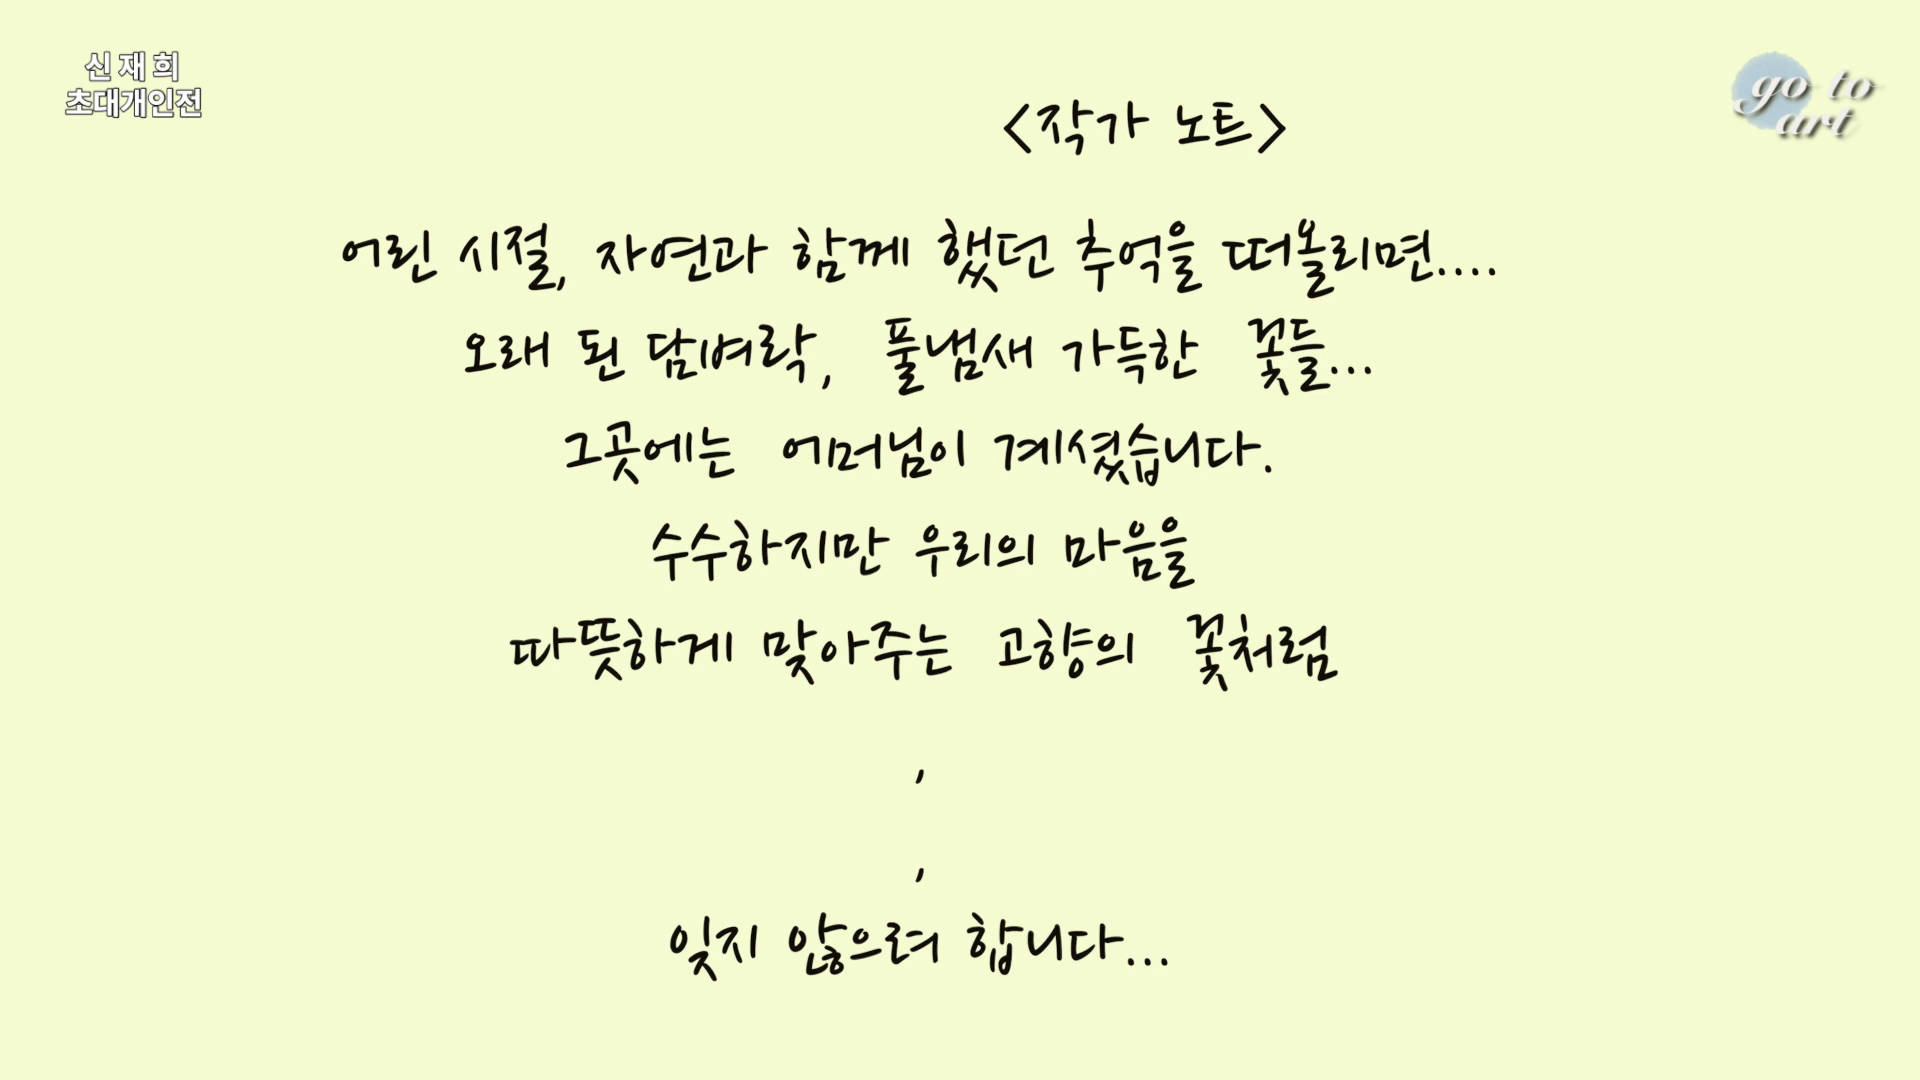 신 재 희
초대개인전
go to
art
<작가 노트>
어린 시절, 자연과 함께 했던 추억을 떠올리면....
오래 된 담벼락, 풀냄새 가득한 꽃들...
그곳에는 에머님이 계셨습니다.
수수하지만 우리의 마음을
따뜻하게 맞아주는 고향의 꽃처럼
,
,
잊지 않으려 합니다...